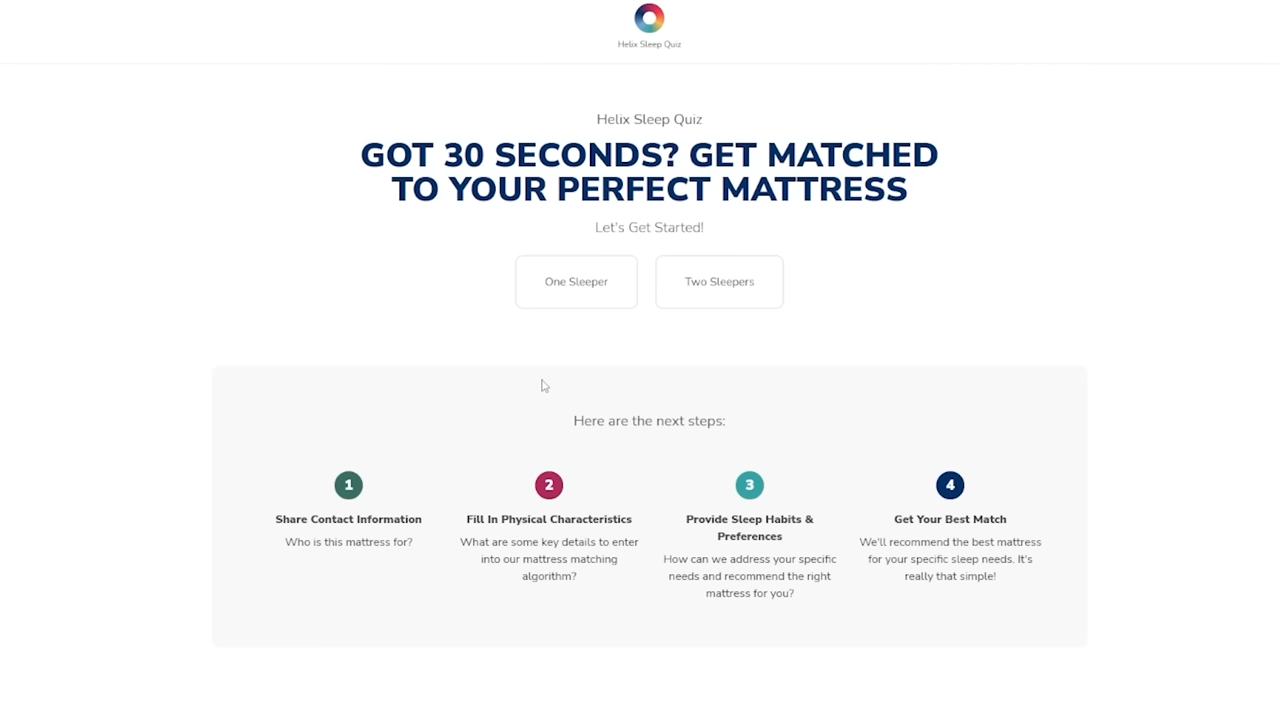 Helix Sleep Quiz
Helix Sleep Quiz
GOT 30 SECONDS? GET MATCHED
TO YOUR PERFECT MATTRESS
Let's Get Started!
One Sleeper
Two Sleepers
Here are the next steps:
1
Share Contact Information
Who is this mattress for?
2
Fill In Physical Characteristics
What are some key details to enter
into our mattress matching
algorithm?
3
Provide Sleep Habits &
Preferences
How can we address your specific
needs and recommend the right
mattress for you?
4
Get Your Best Match
We'll recommend the best mattress
for your specific sleep needs. It's
really that simple!